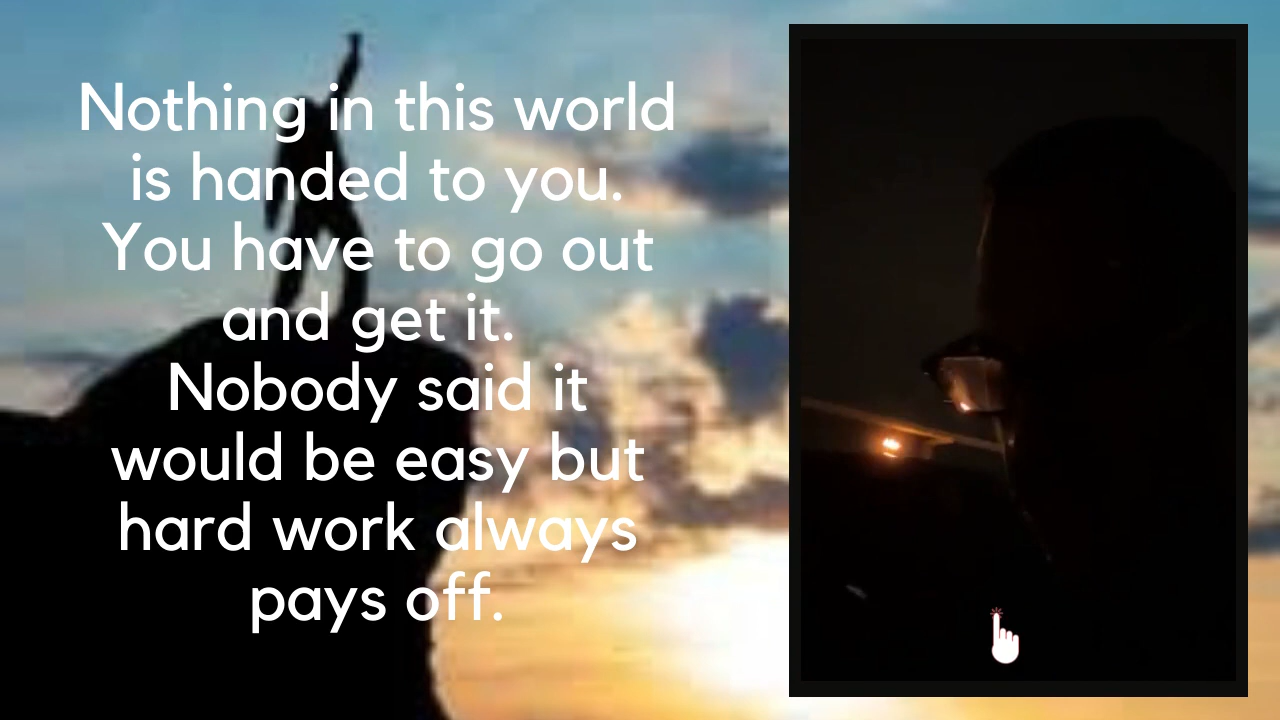 Nothing in this world
is handed to you.
You have to go out
and get it.
Nobody said it
would be easy but
hard work always
pays off.